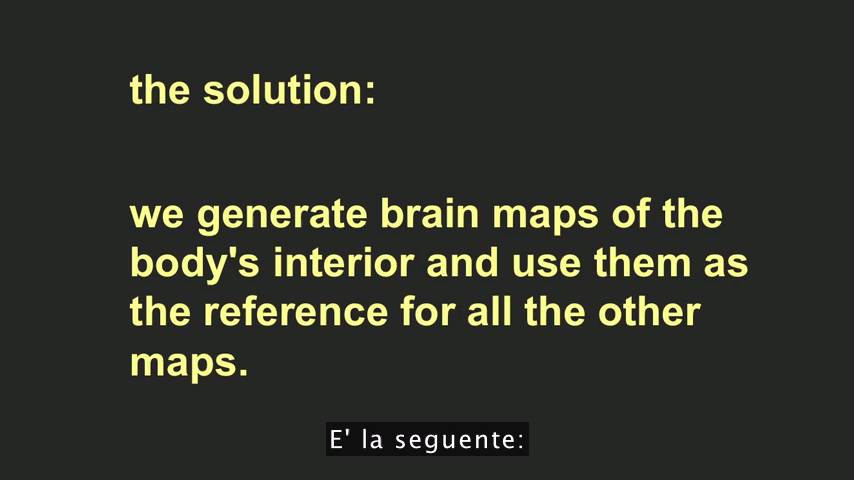 the solution:
we generate brain maps of the
body's interior and use them as
the reference for all the other
maps.
E' la seguente: